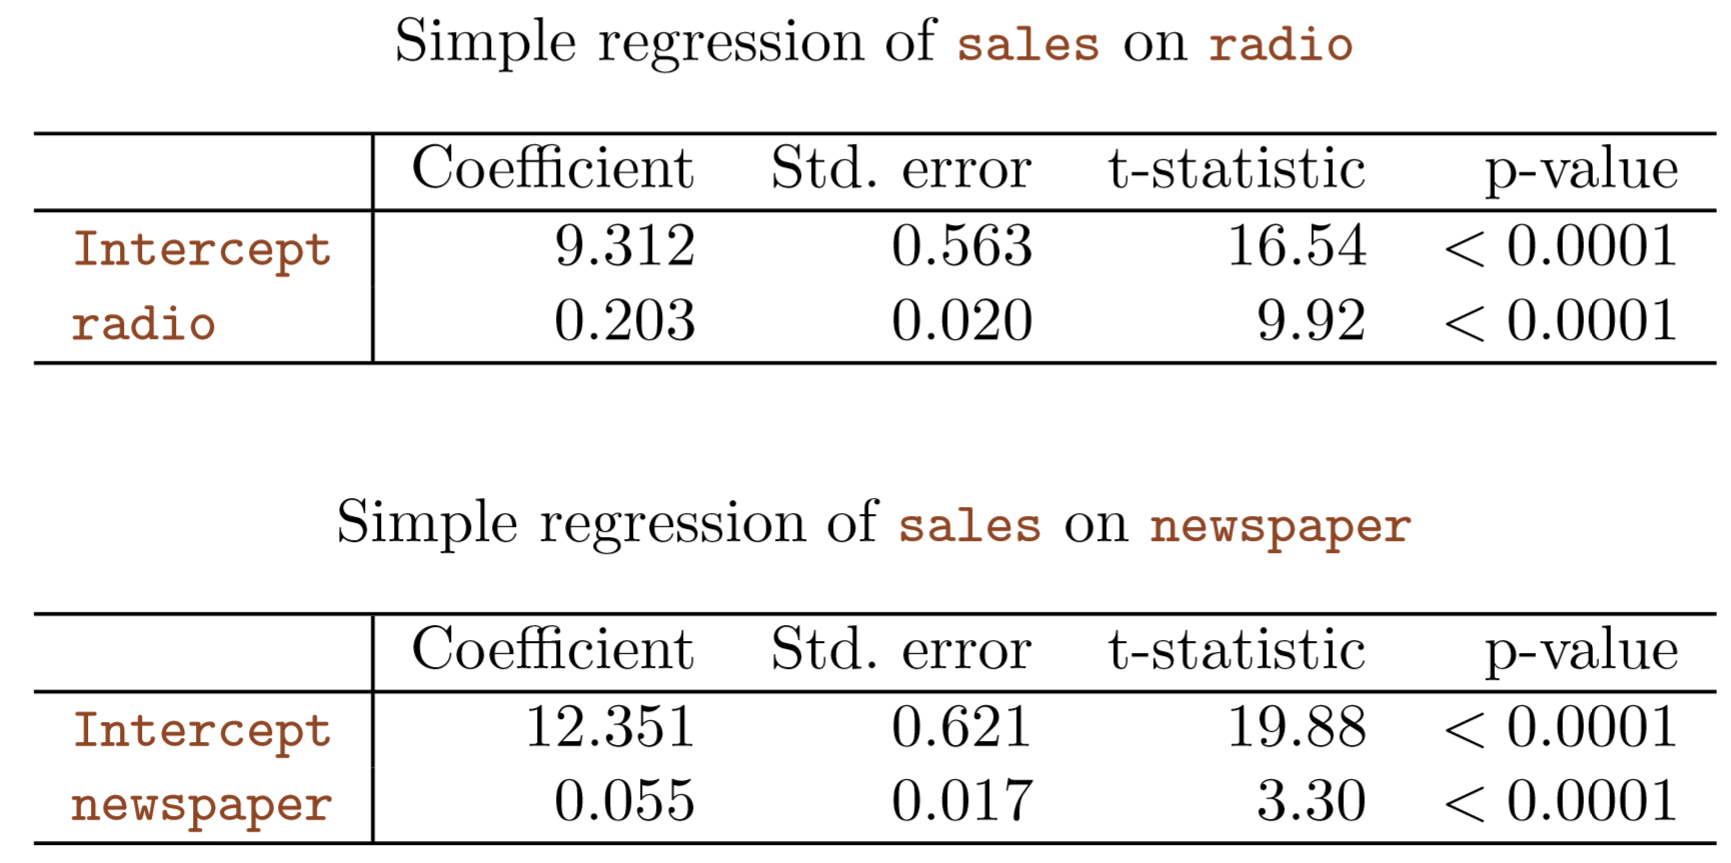 Simple regression of sales on radio
Coefficient Std. error t-statistic p-value
Intercept 9.312 0.563 16.54 < 0.0001
radio 0.203 0.020 9.92 < 0.0001
Simple regression of sales on newspaper
Coefficient Std. error t-statistic p-value
Intercept 12.351 0.621 19.88 < 0.0001
newspaper 0.055 0.017 3.30 < 0.0001